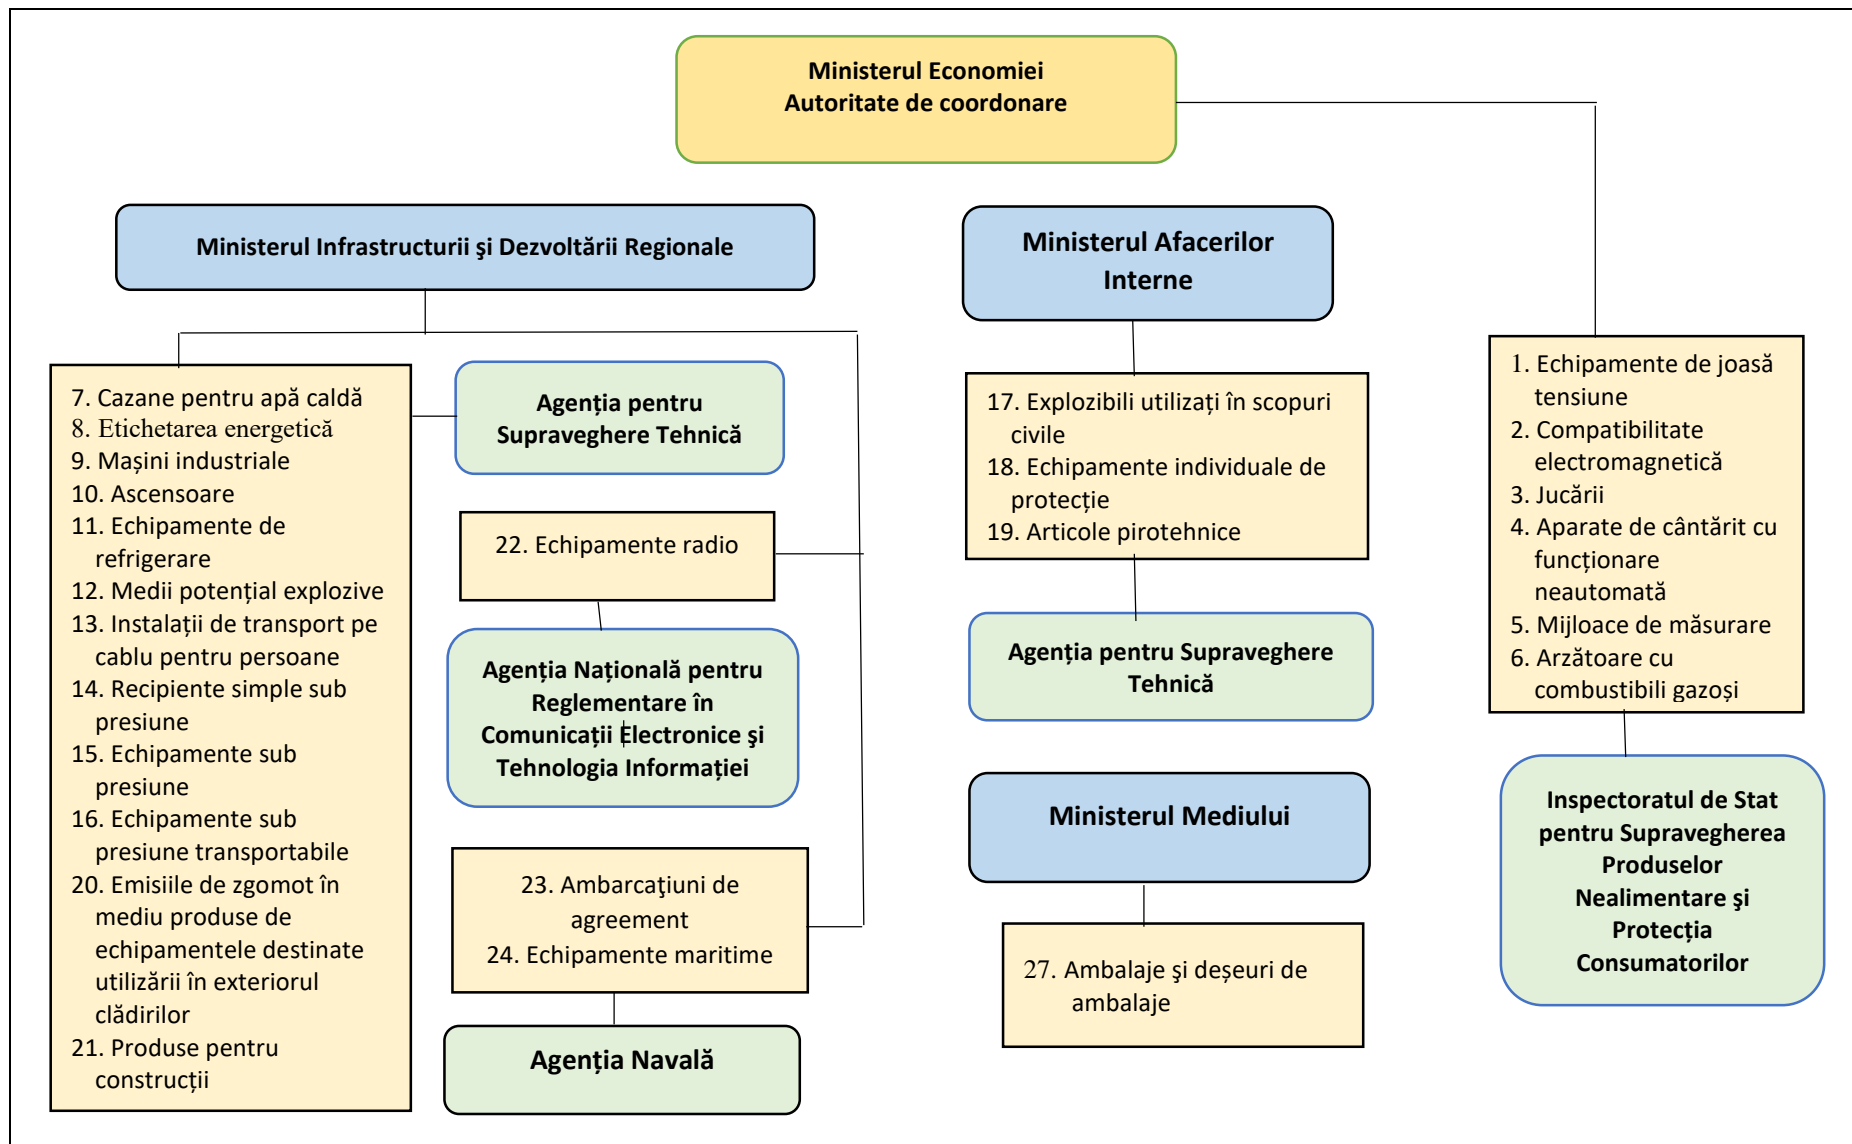 Ministerul Economiei
Autoritate de coordonare
Ministerul Infrastructurii şi Dezvoltării Regionale
7. Cazane pentru apă caldă
8. Etichetarea energetică
9. Mașini industriale
10. Ascensoare
11. Echipamente de
refrigerare
12. Medii potențial explozive
13. Instalații de transport pe
cablu pentru persoane
14. Recipiente simple sub
presiune
15. Echipamente sub
presiune
16. Echipamente sub
presiune transportabile
20. Emisiile de zgomot în
mediu produse de
echipamentele destinate
utilizării în exteriorul
clădirilor
21. Produse pentru
construcții
Agenția pentru
Supraveghere Tehnică
22. Echipamente radio
Agenția Națională pentru
Reglementare în
Comunicații Electronice şi
Tehnologia Informației
23. Ambarcaţiuni de
agreement
24. Echipamente maritime
Agenția Navală
Ministerul Afacerilor
Interne
17. Explozibili utilizați în scopuri
civile
18. Echipamente individuale de
protecție
19. Articole pirotehnice
Agenția pentru Supraveghere
Tehnică
Ministerul Mediului
27. Ambalaje şi deșeuri de
ambalaje
1. Echipamente de joasă
tensiune
2. Compatibilitate
electromagnetică
3. Jucării
4. Aparate de cântărit cu
funcționare
neautomată
5. Mijloace de măsurare
6. Arzătoare cu
combustibili gazoși
Inspectoratul de Stat
pentru Supravegherea
Produselor
Nealimentare şi
Protecția
Consumatorilor